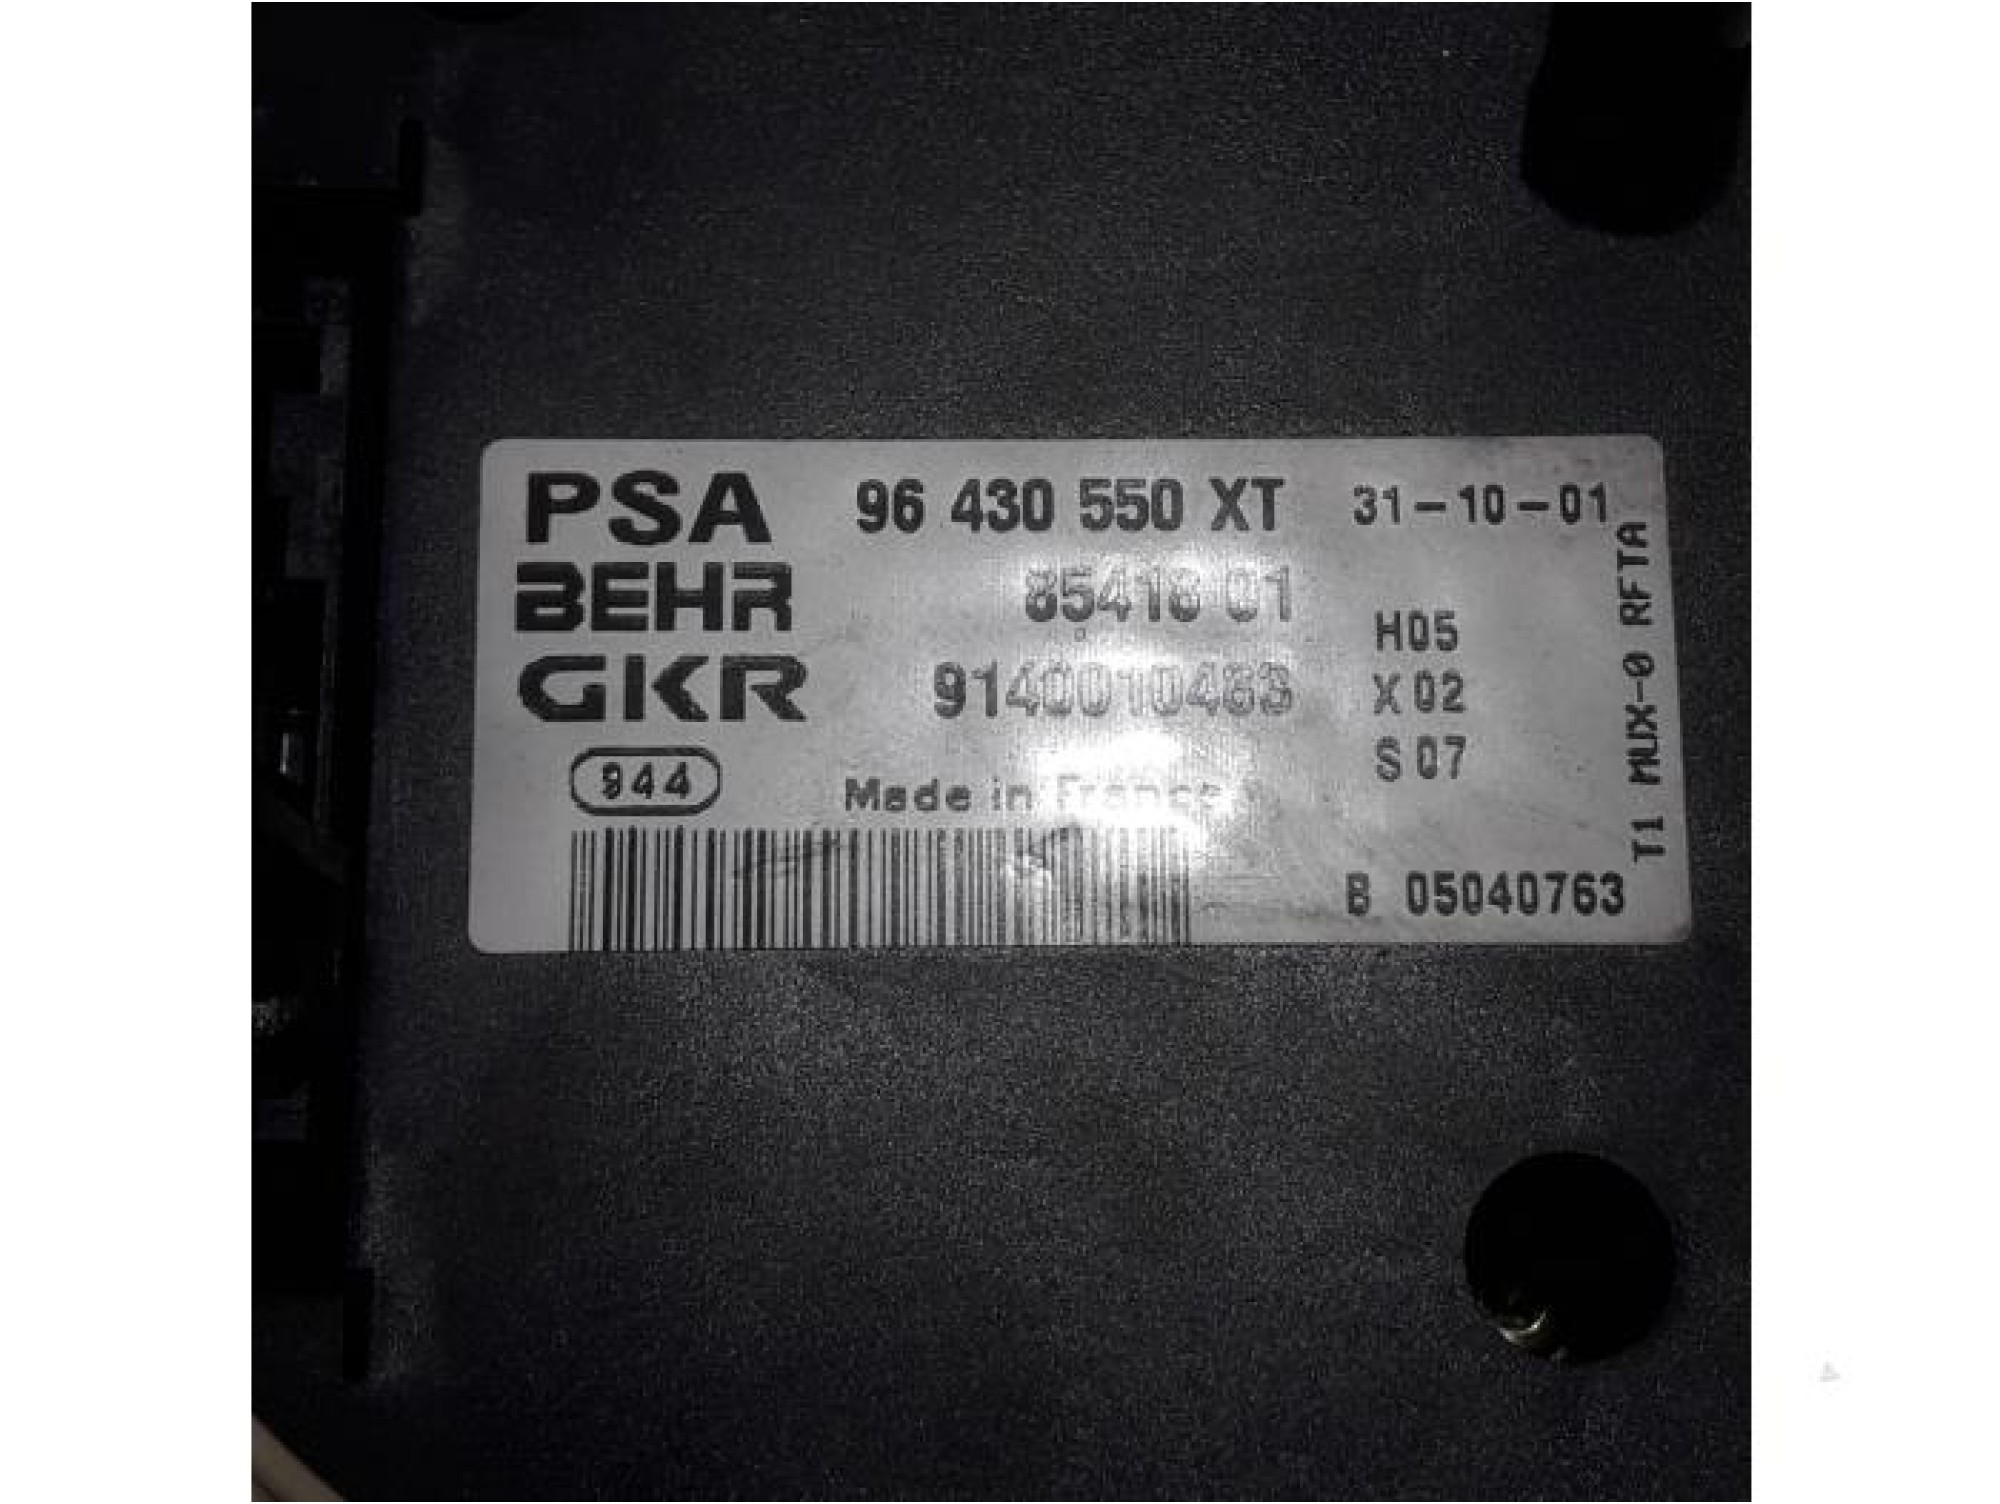 PSA 96 430 550 XT 31-10-01
BEHR 85418 01
GKR 9140010483
H05
X02
S07
944
Made in France
B 05040763
T1 MUX-0 RFTA